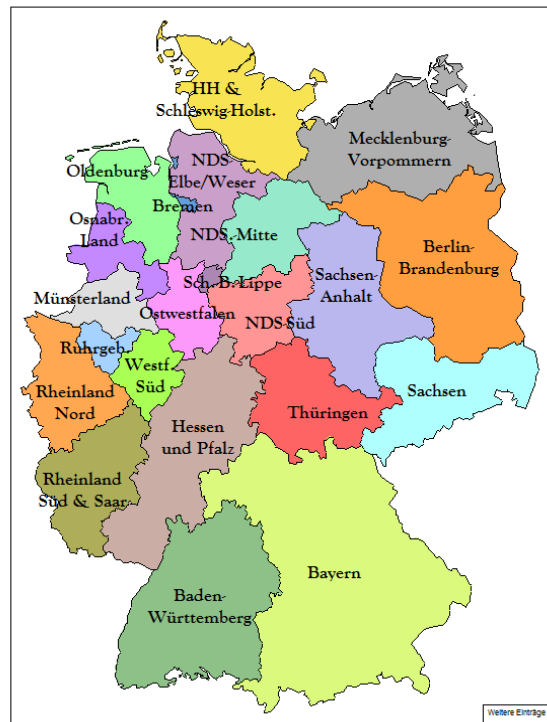 HH &
Schleswig-Holst.
Mecklenburg-
Vorpommern
Oldenburg
NDS-
Elbe/Weser
Bremen
Osnabr.
Land
NDS.-Mitte
Berlin-
Brandenburg
Sachsen-
Anhalt
Sch.-B.-Lippe
Münsterland
Ostwestfalen
NDS-Süd
Ruhrgeb.
Westf.
Süd
Rheinland
Nord
Sachsen
Thüringen
Hessen
und Pfalz
Rheinland
Süd & Saar
Bayern
Baden-
Württemberg
Weitere Einträge